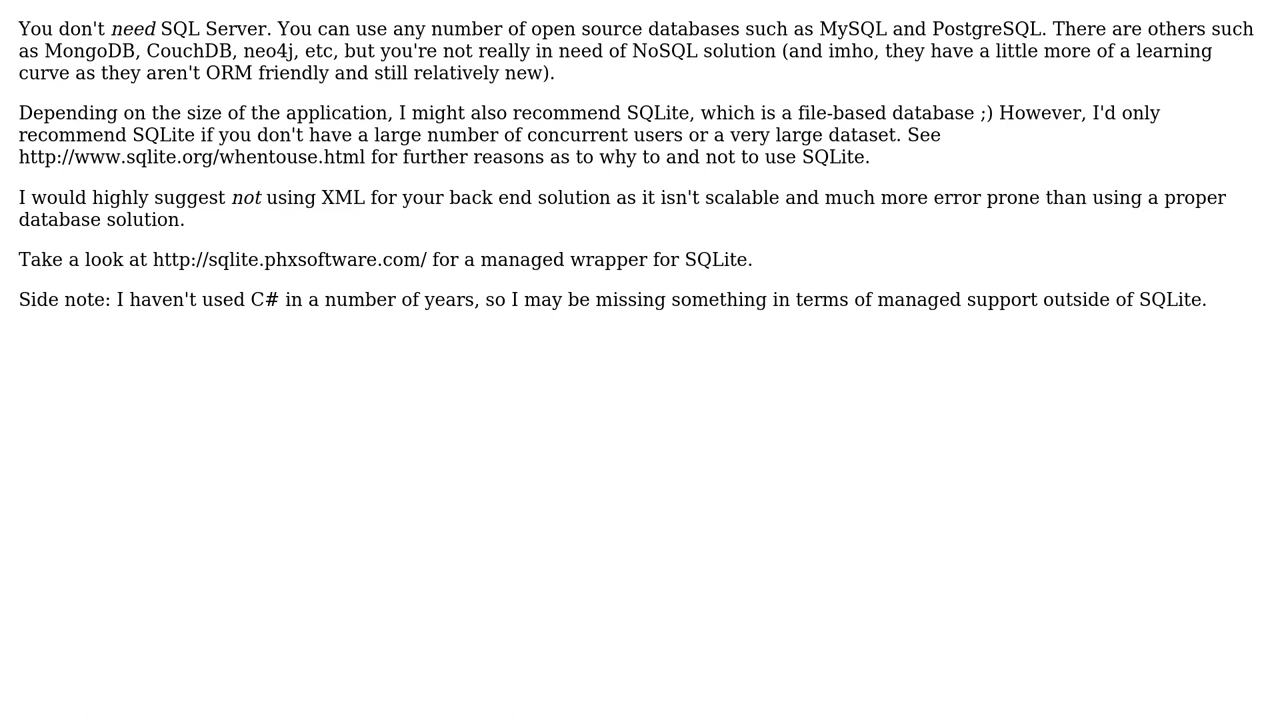 You don't need SQL Server. You can use any number of open source databases such as MySQL and PostgreSQL. There are others such
as MongoDB, CouchDB, neo4j, etc, but you're not really in need of NoSQL solution (and imho, they have a little more of a learning
curve as they aren't ORM friendly and still relatively new).
Depending on the size of the application, I might also recommend SQLite, which is a file-based database ;) However, I'd only
recommend SQLite if you don't have a large number of concurrent users or a very large dataset. See
http://www.sqlite.org/whentouse.html for further reasons as to why to and not to use SQLite.
I would highly suggest not using XML for your back end solution as it isn't scalable and much more error prone than using a proper
database solution.
Take a look at http://sqlite.phxsoftware.com/ for a managed wrapper for SQLite.
Side note: I haven't used C# in a number of years, so I may be missing something in terms of managed support outside of SQLite.